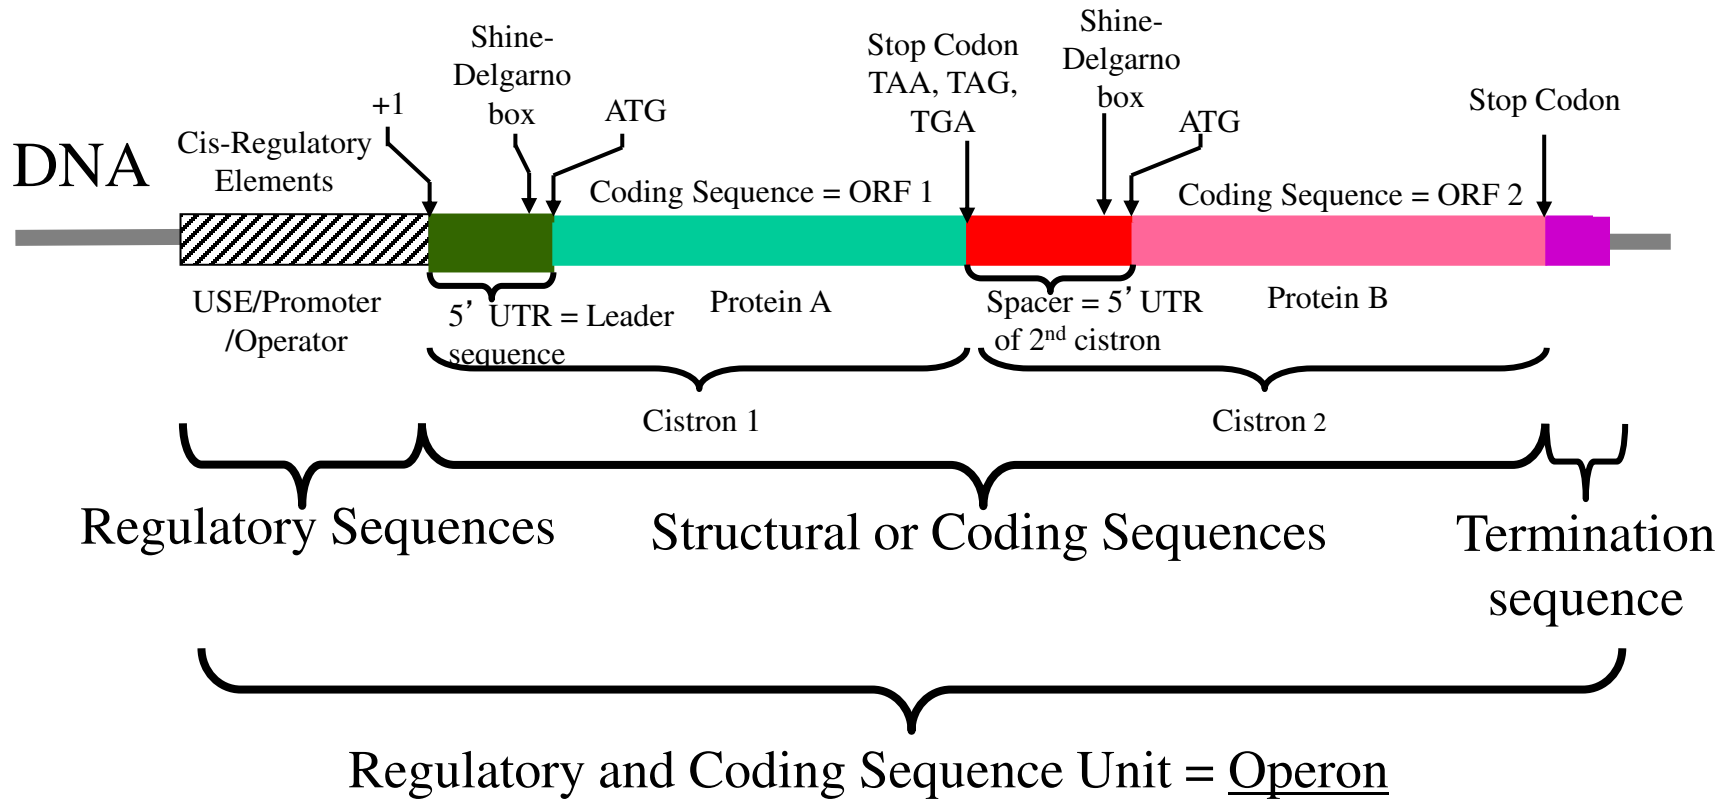 Shine-
Delgarno
box
Stop Codon
TAA, TAG,
TGA
Shine-
Delgarno
box
Stop Codon
+1
ATG
ATG
DNA
Cis-Regulatory
Elements
Coding Sequence = ORF 1
Coding Sequence = ORF 2
USE/Promoter
/Operator
5’ UTR = Leader
sequence
Protein A
Spacer = 5’ UTR
of 2nd cistron
Protein B
Cistron 1
Cistron 2
Regulatory Sequences
Structural or Coding Sequences
Termination
sequence
Regulatory and Coding Sequence Unit = Operon